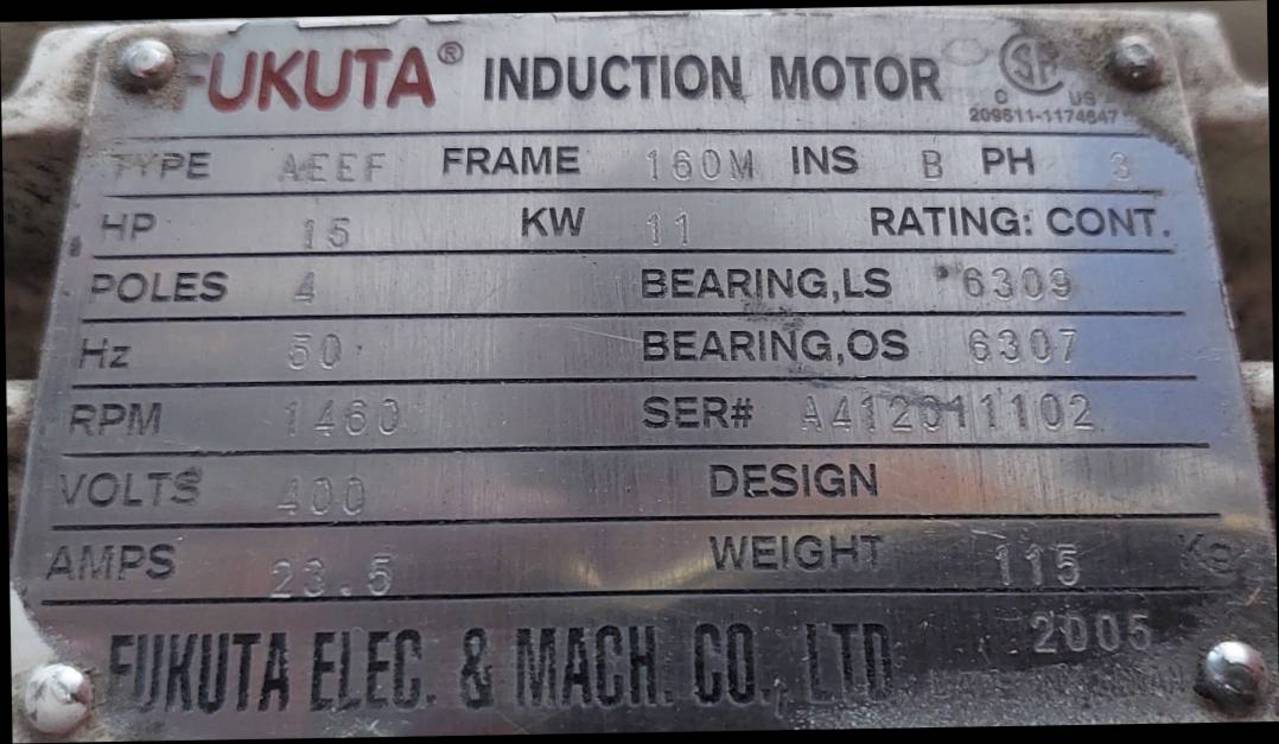 FUKUTA® INDUCTION MOTOR
C US
209811-1174647
TYPE AEEF FRAME 160M INS B PH 3
HP 15 KW 11 RATING: CONT.
POLES 4 BEARING,LS 6309
Hz 50 BEARING,OS 6307
RPM 1460 SER# A412011102
VOLTS 400 DESIGN
AMPS 23.5 WEIGHT 115 Kg
2005
FUKUTA ELEC. & MACH. CO., LTD